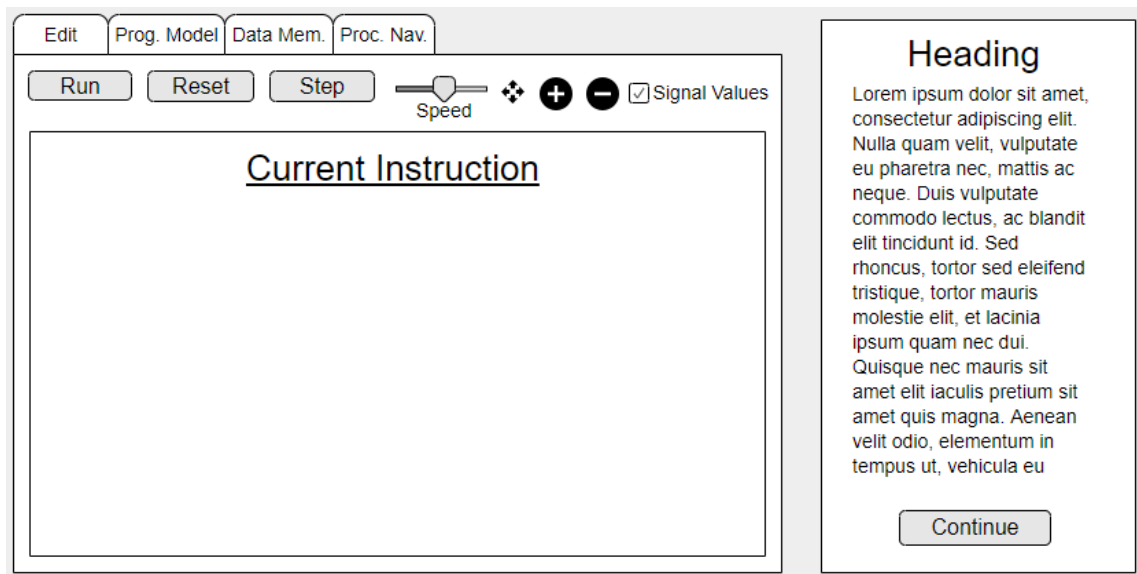 Edit Prog. Model Data Mem. Proc. Nav.
Run Reset Step Speed Signal Values
Current Instruction
Heading
Lorem ipsum dolor sit amet,
consectetur adipiscing elit.
Nulla quam velit, vulputate
eu pharetra nec, mattis ac
neque. Duis vulputate
commodo lectus, ac blandit
elit tincidunt id. Sed
rhoncus, tortor sed eleifend
tristique, tortor mauris
molestie elit, et lacinia
ipsum quam nec dui.
Quisque nec mauris sit
amet elit iaculis pretium sit
amet quis magna. Aenean
velit odio, elementum in
tempus ut, vehicula eu
Continue